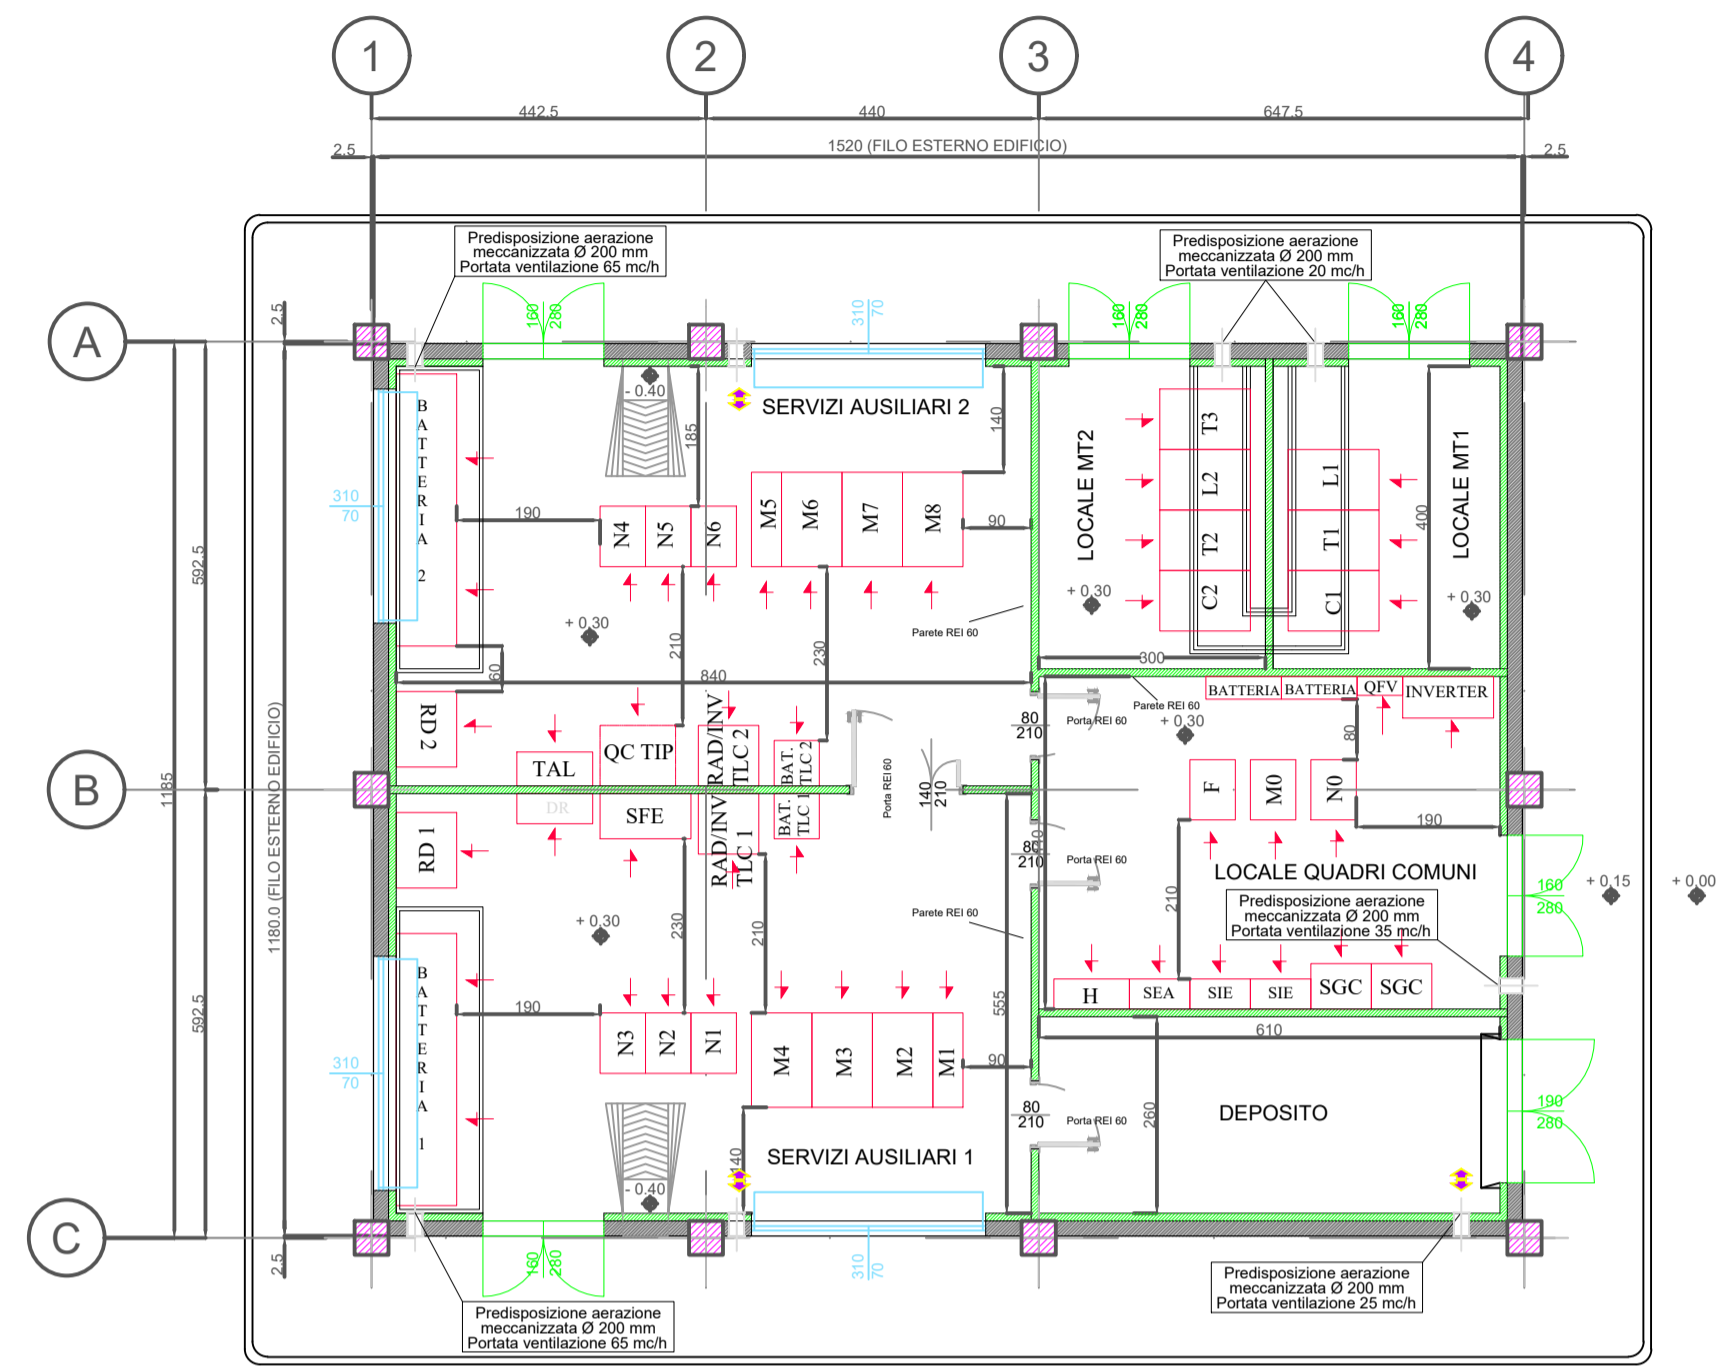 1
2
3
4
442.5
440
647.5
2.5
1520 (FILO ESTERNO EDIFICIO)
2.5
Predisposizione aerazione
meccanizzata Ø 200 mm
Portata ventilazione 65 mc/h
Predisposizione aerazione
meccanizzata Ø 200 mm
Portata ventilazione 20 mc/h
A
B
C
2.5
592.5
1185
1180.0 (FILO ESTERNO EDIFICIO)
592.5
2.5
160
280
310
70
160
280
160
280
BATTERIA 2
310
70
- 0.40
185
SERVIZI AUSILIARI 2
140
190
N4
N5
N6
M5
M6
M7
M8
90
+ 0,30
210
230
Parete REI 60
60
840
LOCALE MT2
T3
L2
T2
C2
+ 0,30
300
L1
T1
C1
400
LOCALE MT1
+ 0,30
RD 2
TAL
QC TIP
RAD/INV
TLC 2
BAT.
TLC 2
DR
SFE
RAD/INV
TLC 1
BAT.
TLC 1
RD 1
Porta REI 60
140
210
80
210
Porta REI 60
Parete REI 60
+ 0,30
BATTERIA
BATTERIA
QFV
INVERTER
80
F
M0
N0
190
80
210
Porta REI 60
LOCALE QUADRI COMUNI
210
Predisposizione aerazione
meccanizzata Ø 200 mm
Portata ventilazione 35 mc/h
160
280
+ 0,15
+ 0,00
+ 0,30
230
210
Parete REI 60
555
H
SEA
SIE
SIE
SGC
SGC
BATTERIA 1
310
70
190
N3
N2
N1
M4
M3
M2
M1
90
610
260
DEPOSITO
190
280
80
210
Porta REI 60
- 0.40
140
SERVIZI AUSILIARI 1
160
280
310
70
Predisposizione aerazione
meccanizzata Ø 200 mm
Portata ventilazione 25 mc/h
Predisposizione aerazione
meccanizzata Ø 200 mm
Portata ventilazione 65 mc/h